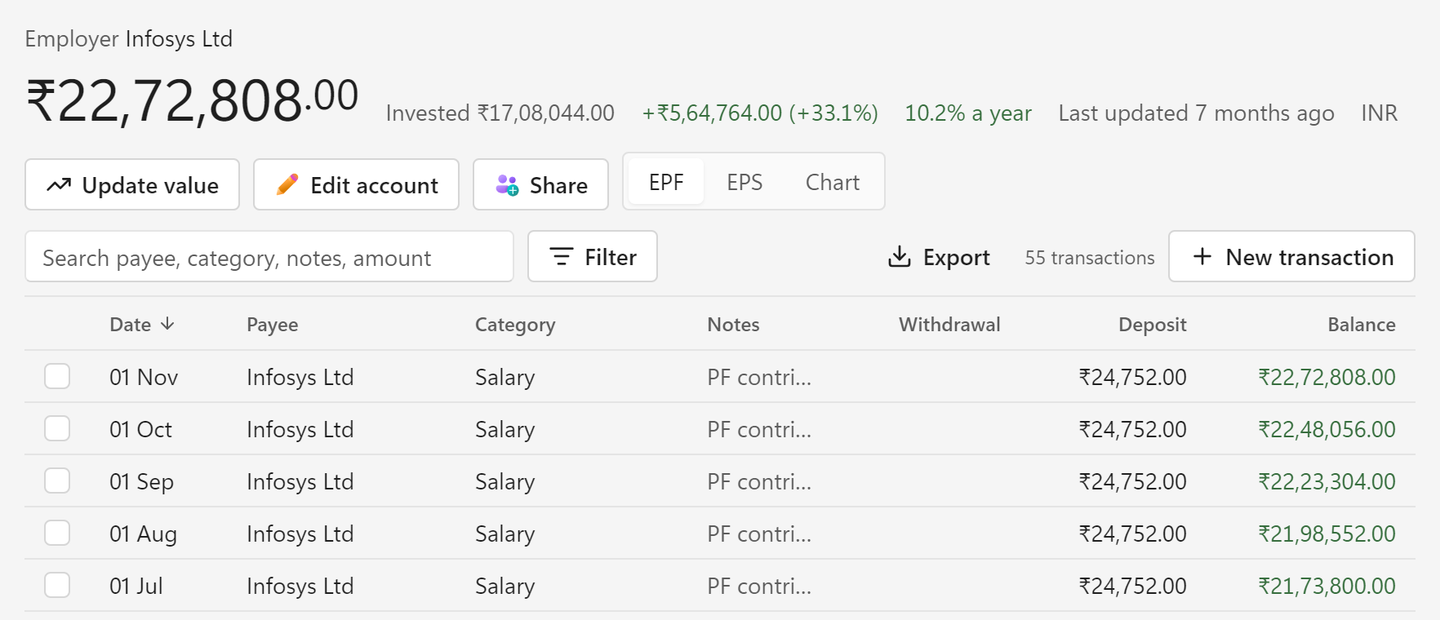 Employer Infosys Ltd
₹22,72,808.00 Invested ₹17,08,044.00 +₹5,64,764.00 (+33.1%) 10.2% a year Last updated 7 months ago INR
Update value Edit account Share EPF EPS Chart
Search payee, category, notes, amount Filter Export 55 transactions + New transaction
Date ↓ Payee Category Notes Withdrawal Deposit Balance
01 Nov Infosys Ltd Salary PF contri... ₹24,752.00 ₹22,72,808.00
01 Oct Infosys Ltd Salary PF contri... ₹24,752.00 ₹22,48,056.00
01 Sep Infosys Ltd Salary PF contri... ₹24,752.00 ₹22,23,304.00
01 Aug Infosys Ltd Salary PF contri... ₹24,752.00 ₹21,98,552.00
01 Jul Infosys Ltd Salary PF contri... ₹24,752.00 ₹21,73,800.00